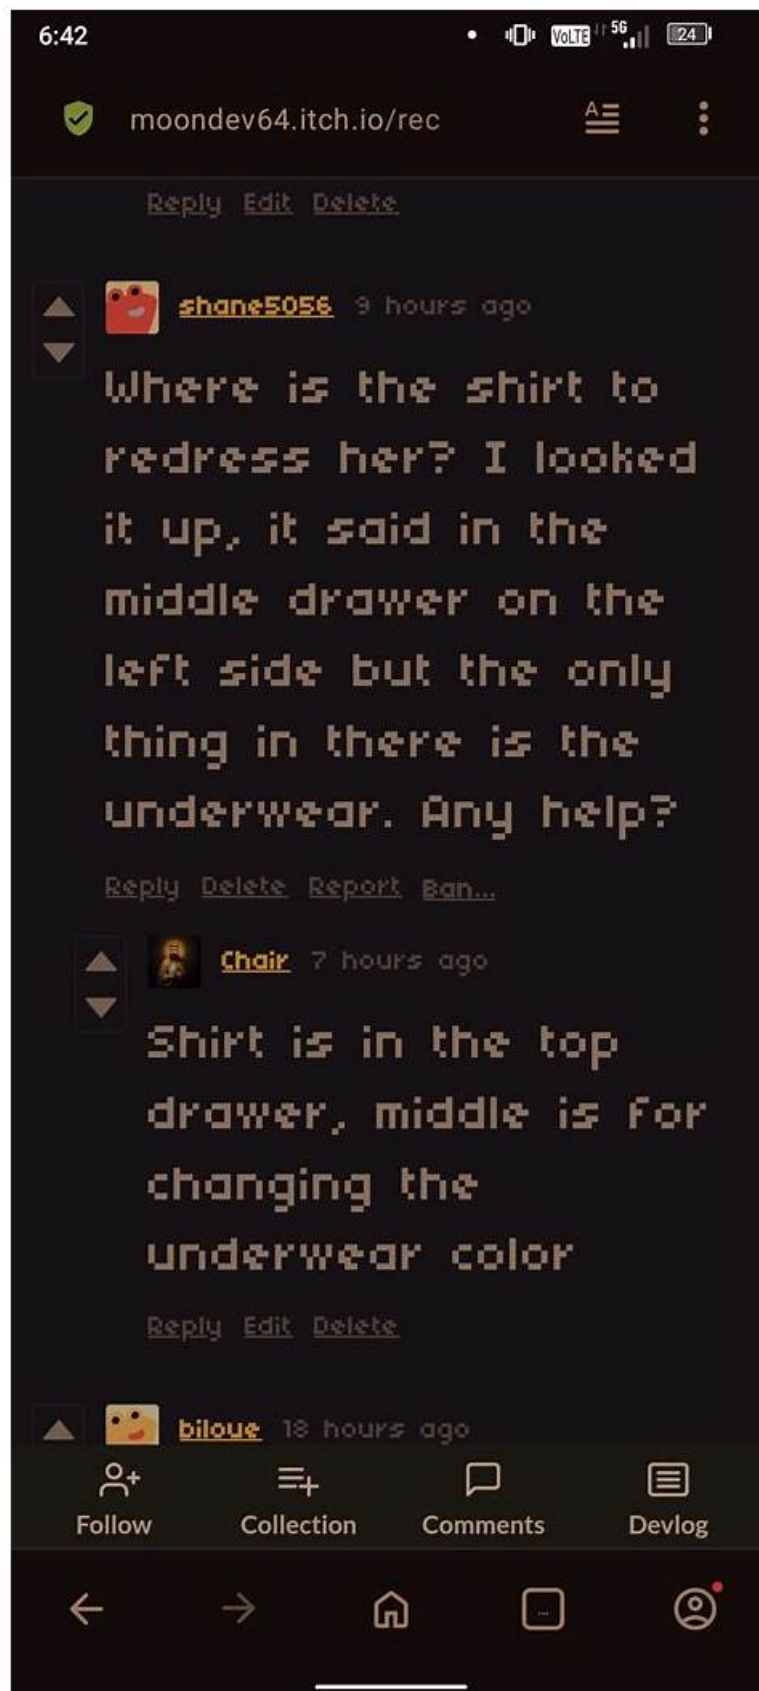 6:42 VoLTE 5G 24
moondev64.itch.io/rec
Reply Edit Delete
shane5056 9 hours ago
Where is the shirt to
redress her? I looked
it up, it said in the
middle drawer on the
left side but the only
thing in there is the
underwear. Any help?
Reply Delete Report Ban...
Chair 7 hours ago
Shirt is in the top
drawer, middle is for
changing the
underwear color
Reply Edit Delete
biloue 18 hours ago
Follow Collection Comments Devlog